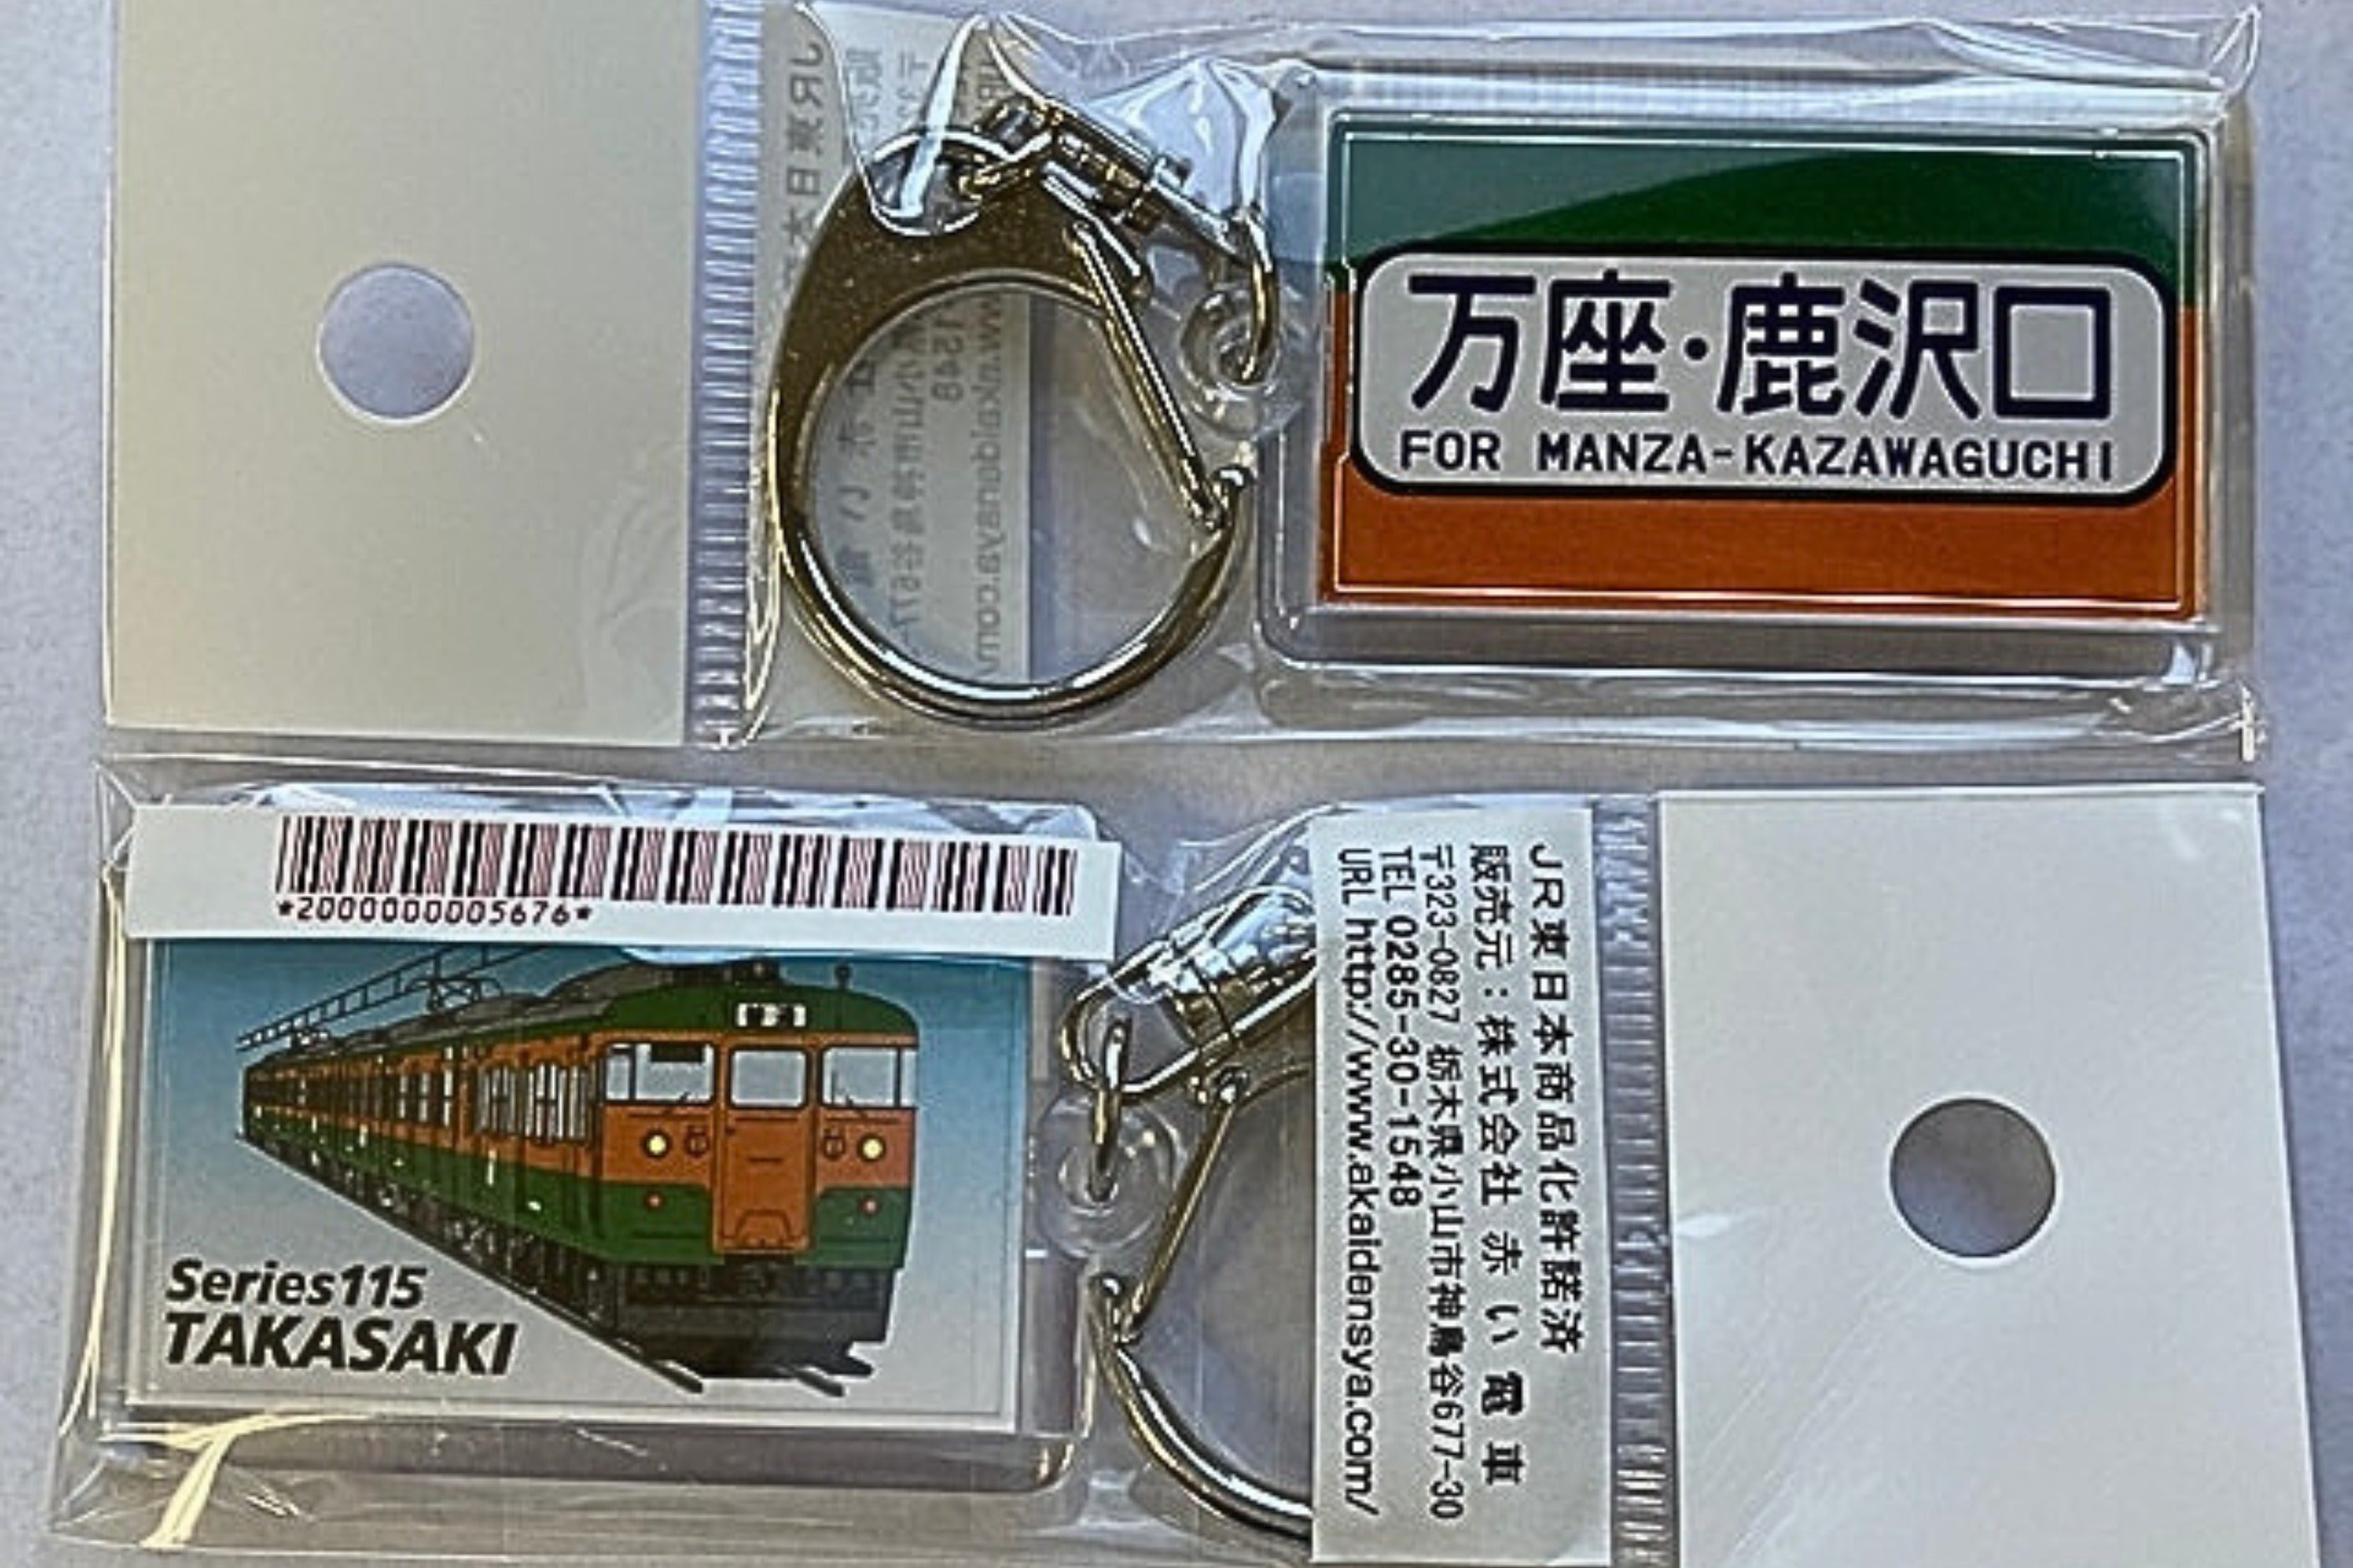 万座・鹿沢口
FOR MANZA-KAZAWAGUCHI
*2000000005676*
Series115
TAKASAKI
JR東日本商品化許諾済
販売元：株式会社 赤い電車
〒323-0827 栃木県小山市神鳥谷677-30
TEL 0285-30-1548
URL http://www.akaidensya.com/